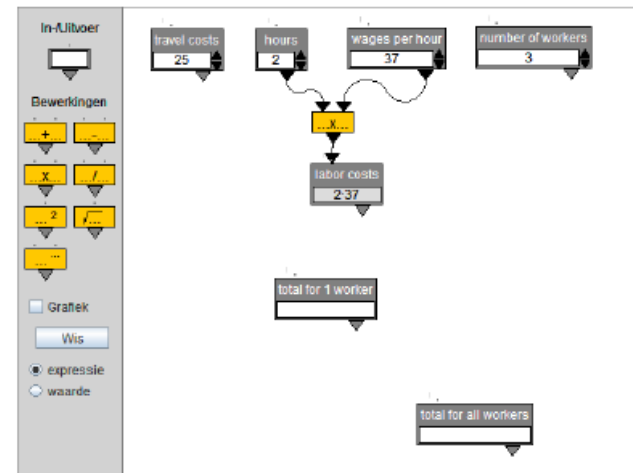 In-/Uitvoer
Bewerkingen
...+... ...-...
...x... .../...
...² √...
... ...
Grafiek
Wis
expressie
waarde
travel costs
25
hours
2
wages per hour
37
number of workers
3
...x...
labor costs
2·37
total for 1 worker
total for all workers